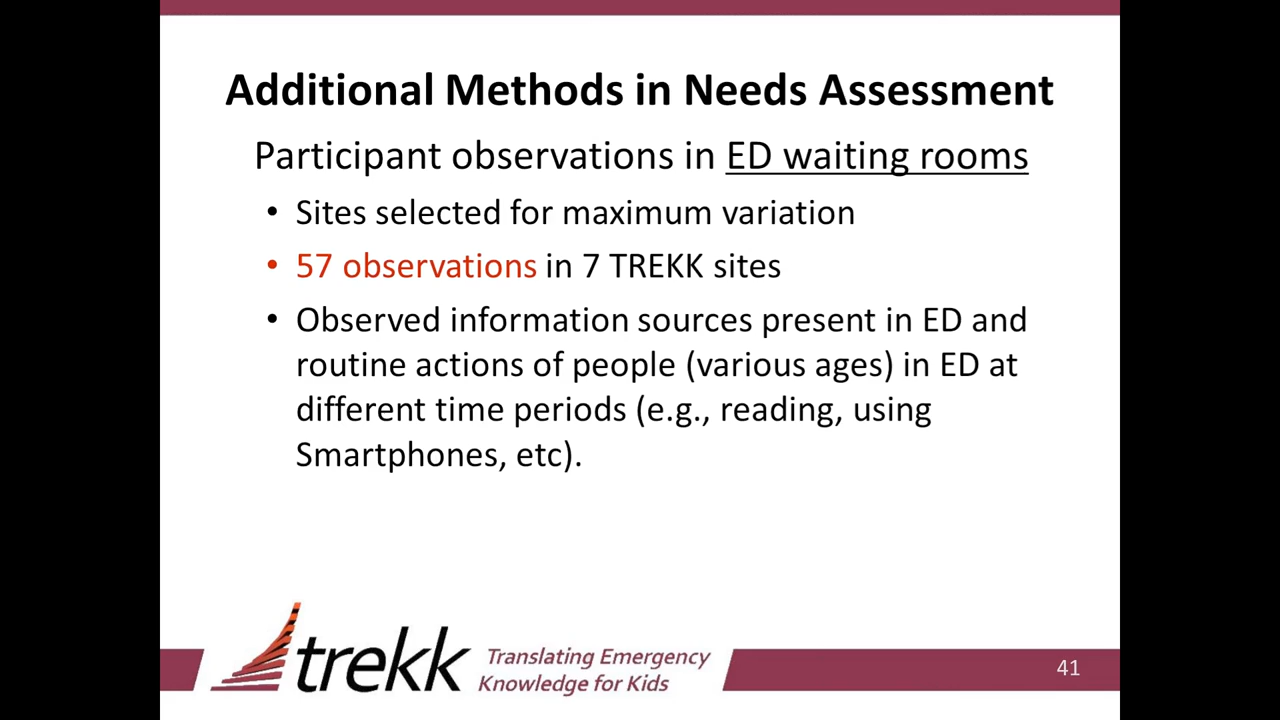 Additional Methods in Needs Assessment
Participant observations in ED waiting rooms
• Sites selected for maximum variation
• 57 observations in 7 TREKK sites
• Observed information sources present in ED and
routine actions of people (various ages) in ED at
different time periods (e.g., reading, using
Smartphones, etc).
trekk
Translating Emergency
Knowledge for Kids
41